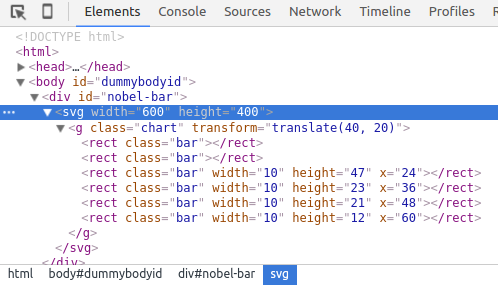 Elements Console Sources Network Timeline Profiles
<!DOCTYPE html>
<html>
▶<head>…</head>
▼<body id="dummybodyid">
▼<div id="nobel-bar">
… ▼<svg width="600" height="400">
▼<g class="chart" transform="translate(40, 20)">
<rect class="bar"></rect>
<rect class="bar"></rect>
<rect class="bar" width="10" height="47" x="24"></rect>
<rect class="bar" width="10" height="23" x="36"></rect>
<rect class="bar" width="10" height="21" x="48"></rect>
<rect class="bar" width="10" height="12" x="60"></rect>
</g>
</svg>
</div>
html body#dummybodyid div#nobel-bar svg